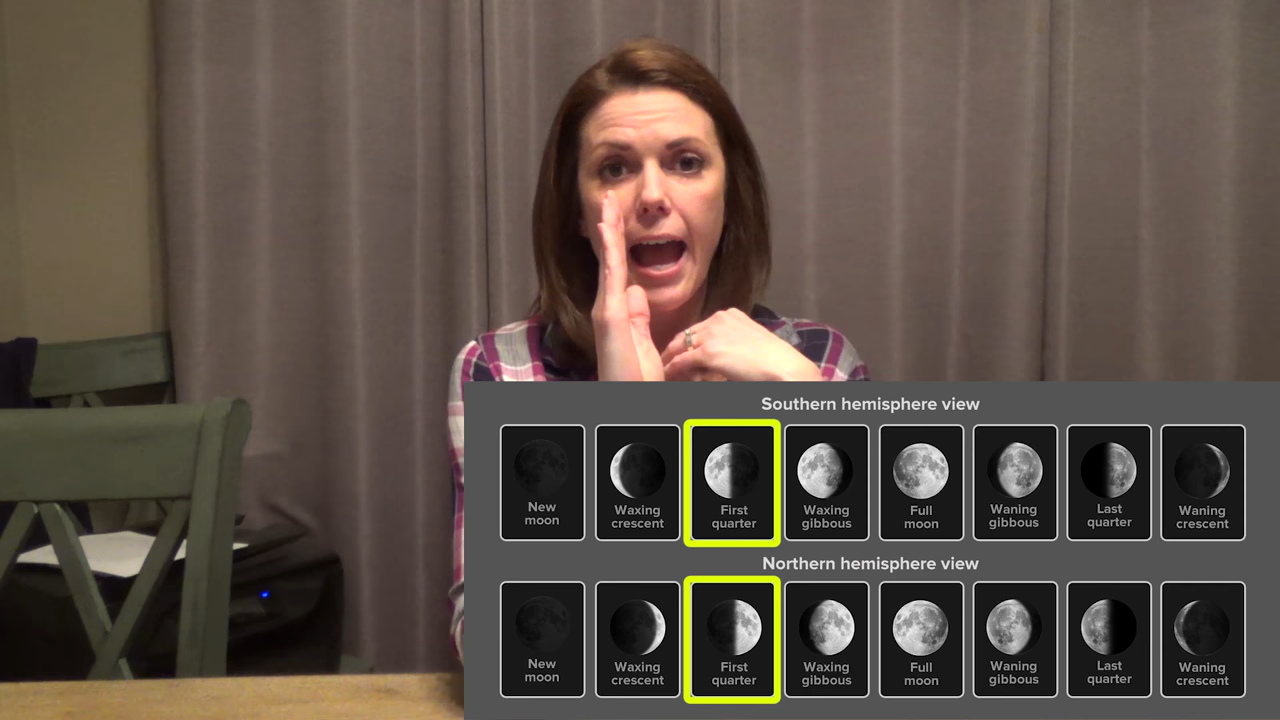 Southern hemisphere view
New
moon
Waxing
crescent
First
quarter
Waxing
gibbous
Full
moon
Waning
gibbous
Last
quarter
Waning
crescent
Northern hemisphere view
New
moon
Waxing
crescent
First
quarter
Waxing
gibbous
Full
moon
Waning
gibbous
Last
quarter
Waning
crescent